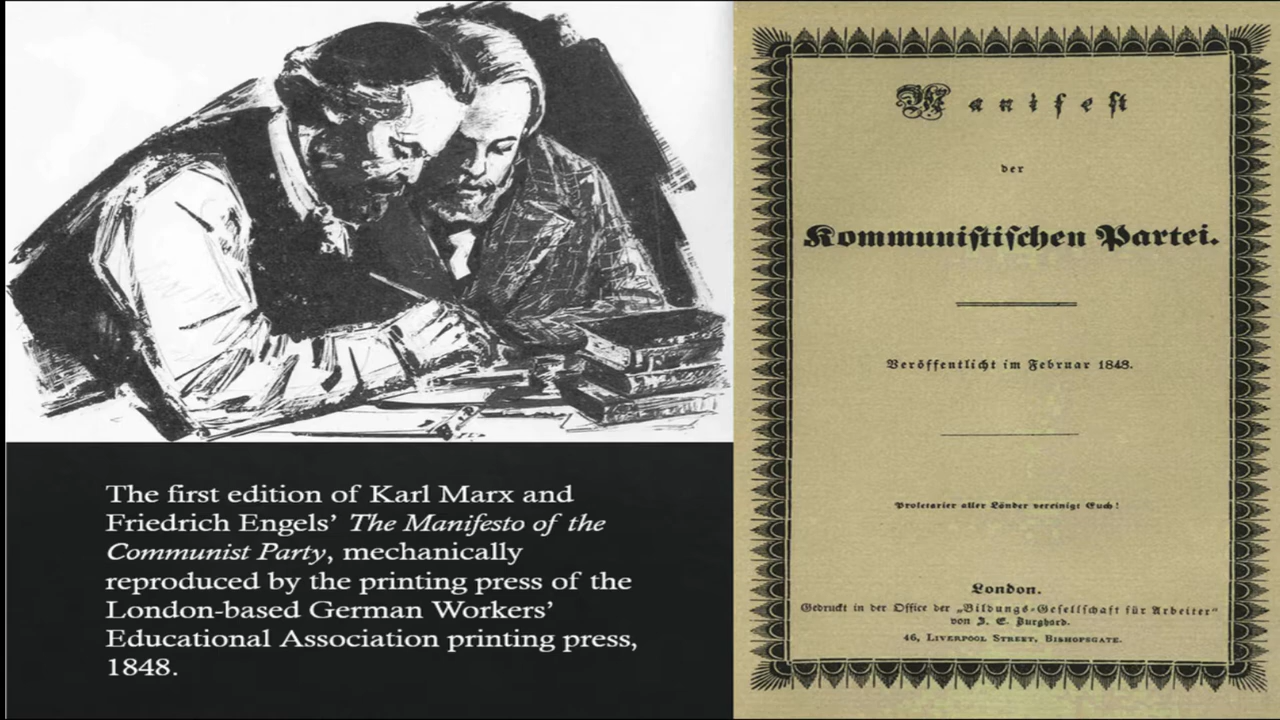 The first edition of Karl Marx and
Friedrich Engels’ The Manifesto of the
Communist Party, mechanically
reproduced by the printing press of the
London-based German Workers’
Educational Association printing press,
1848.
Manifest
der
Kommunistischen Partei.
Veröffentlicht im Februar 1848.
Proletarier aller Länder vereinigt Euch!
London.
Gedruckt in der Office der „Bildungs-Gesellschaft für Arbeiter“
von J. E. Burghard.
46, LIVERPOOL STREET, BISHOPSGATE.